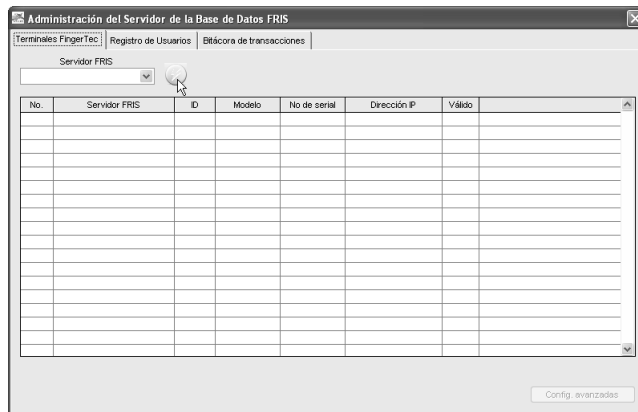 Administración del Servidor de la Base de Datos FRIS
Terminales FingerTec Registro de Usuarios Bitácora de transacciones
Servidor FRIS
No. Servidor FRIS ID Modelo No de serial Dirección IP Válido
Config. avanzadas